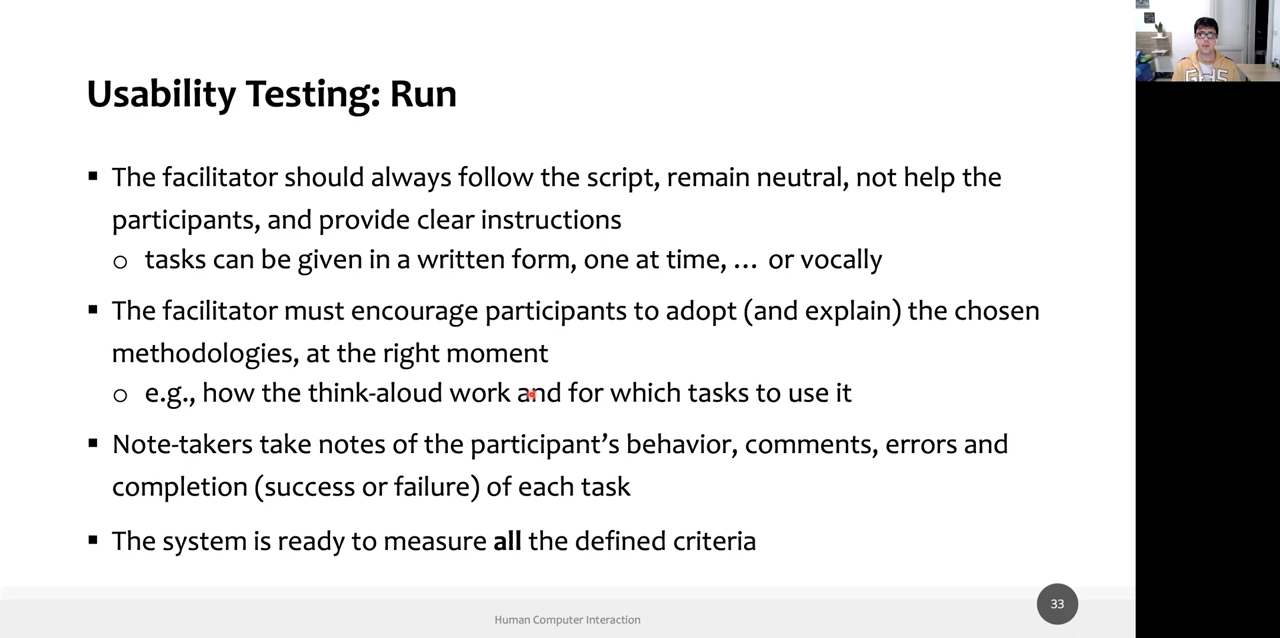 Usability Testing: Run
▪ The facilitator should always follow the script, remain neutral, not help the
participants, and provide clear instructions
o tasks can be given in a written form, one at time, … or vocally
▪ The facilitator must encourage participants to adopt (and explain) the chosen
methodologies, at the right moment
o e.g., how the think-aloud work and for which tasks to use it
▪ Note-takers take notes of the participant’s behavior, comments, errors and
completion (success or failure) of each task
▪ The system is ready to measure all the defined criteria
33
Human Computer Interaction